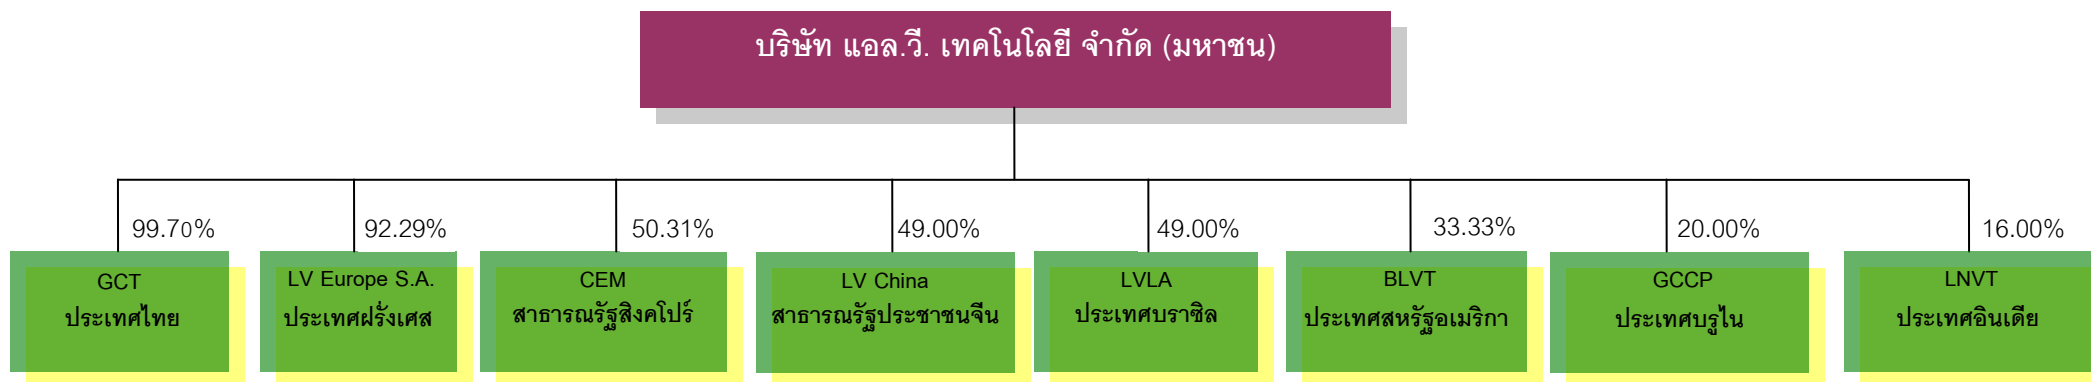 บริษัท แอล.วี. เทคโนโลยี จำกัด (มหาชน)
99.70%
92.29%
50.31%
49.00%
49.00%
33.33%
20.00%
16.00%
GCT
ประเทศไทย
LV Europe S.A.
ประเทศฝรั่งเศส
CEM
สาธารณรัฐสิงคโปร์
LV China
สาธารณรัฐประชาชนจีน
LVLA
ประเทศบราซิล
BLVT
ประเทศสหรัฐอเมริกา
GCCP
ประเทศบรูไน
LNVT
ประเทศอินเดีย